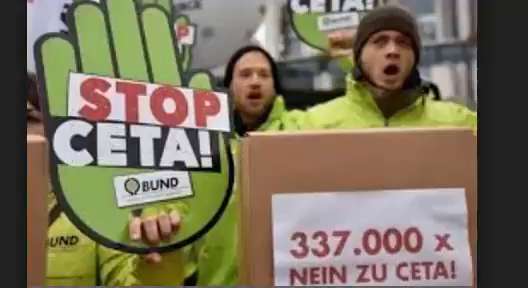 CETA!
BUND
STOP
CETA!
BUND
BUND
337.000 x
NEIN ZU CETA!